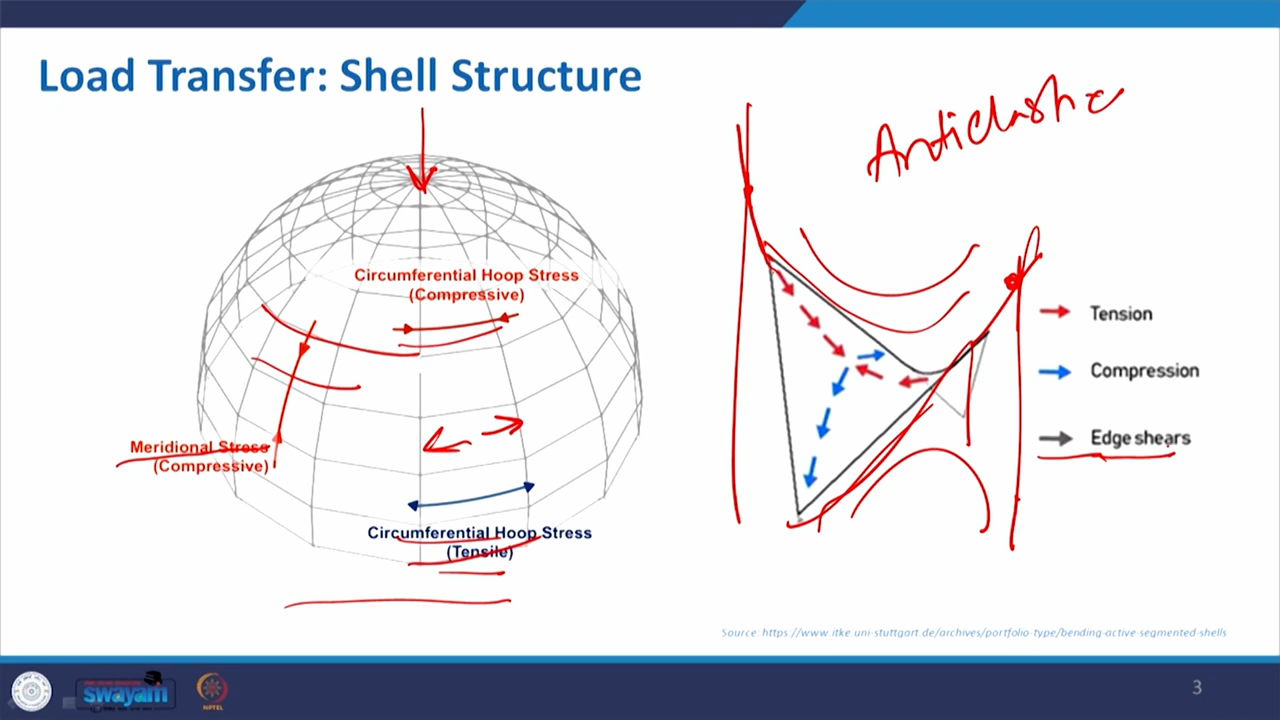 Load Transfer: Shell Structure
Anticlastic
Circumferential Hoop Stress
(Compressive)
Meridional Stress
(Compressive)
Circumferential Hoop Stress
(Tensile)
Tension
Compression
Edge shears
Source: https://www.itke.uni-stuttgart.de/archives/portfolio-type/bending-active-segmented-shells
swayam
NPTEL
3